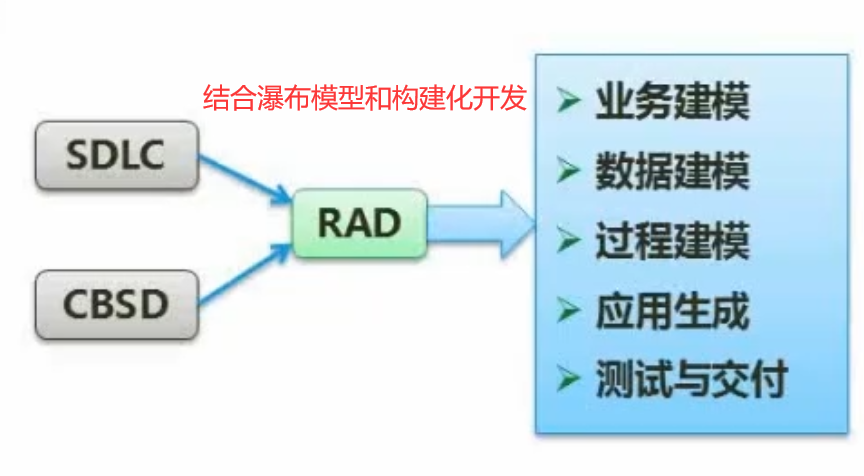 结合瀑布模型和构建化开发
SDLC
CBSD
RAD
业务建模
数据建模
过程建模
应用生成
测试与交付